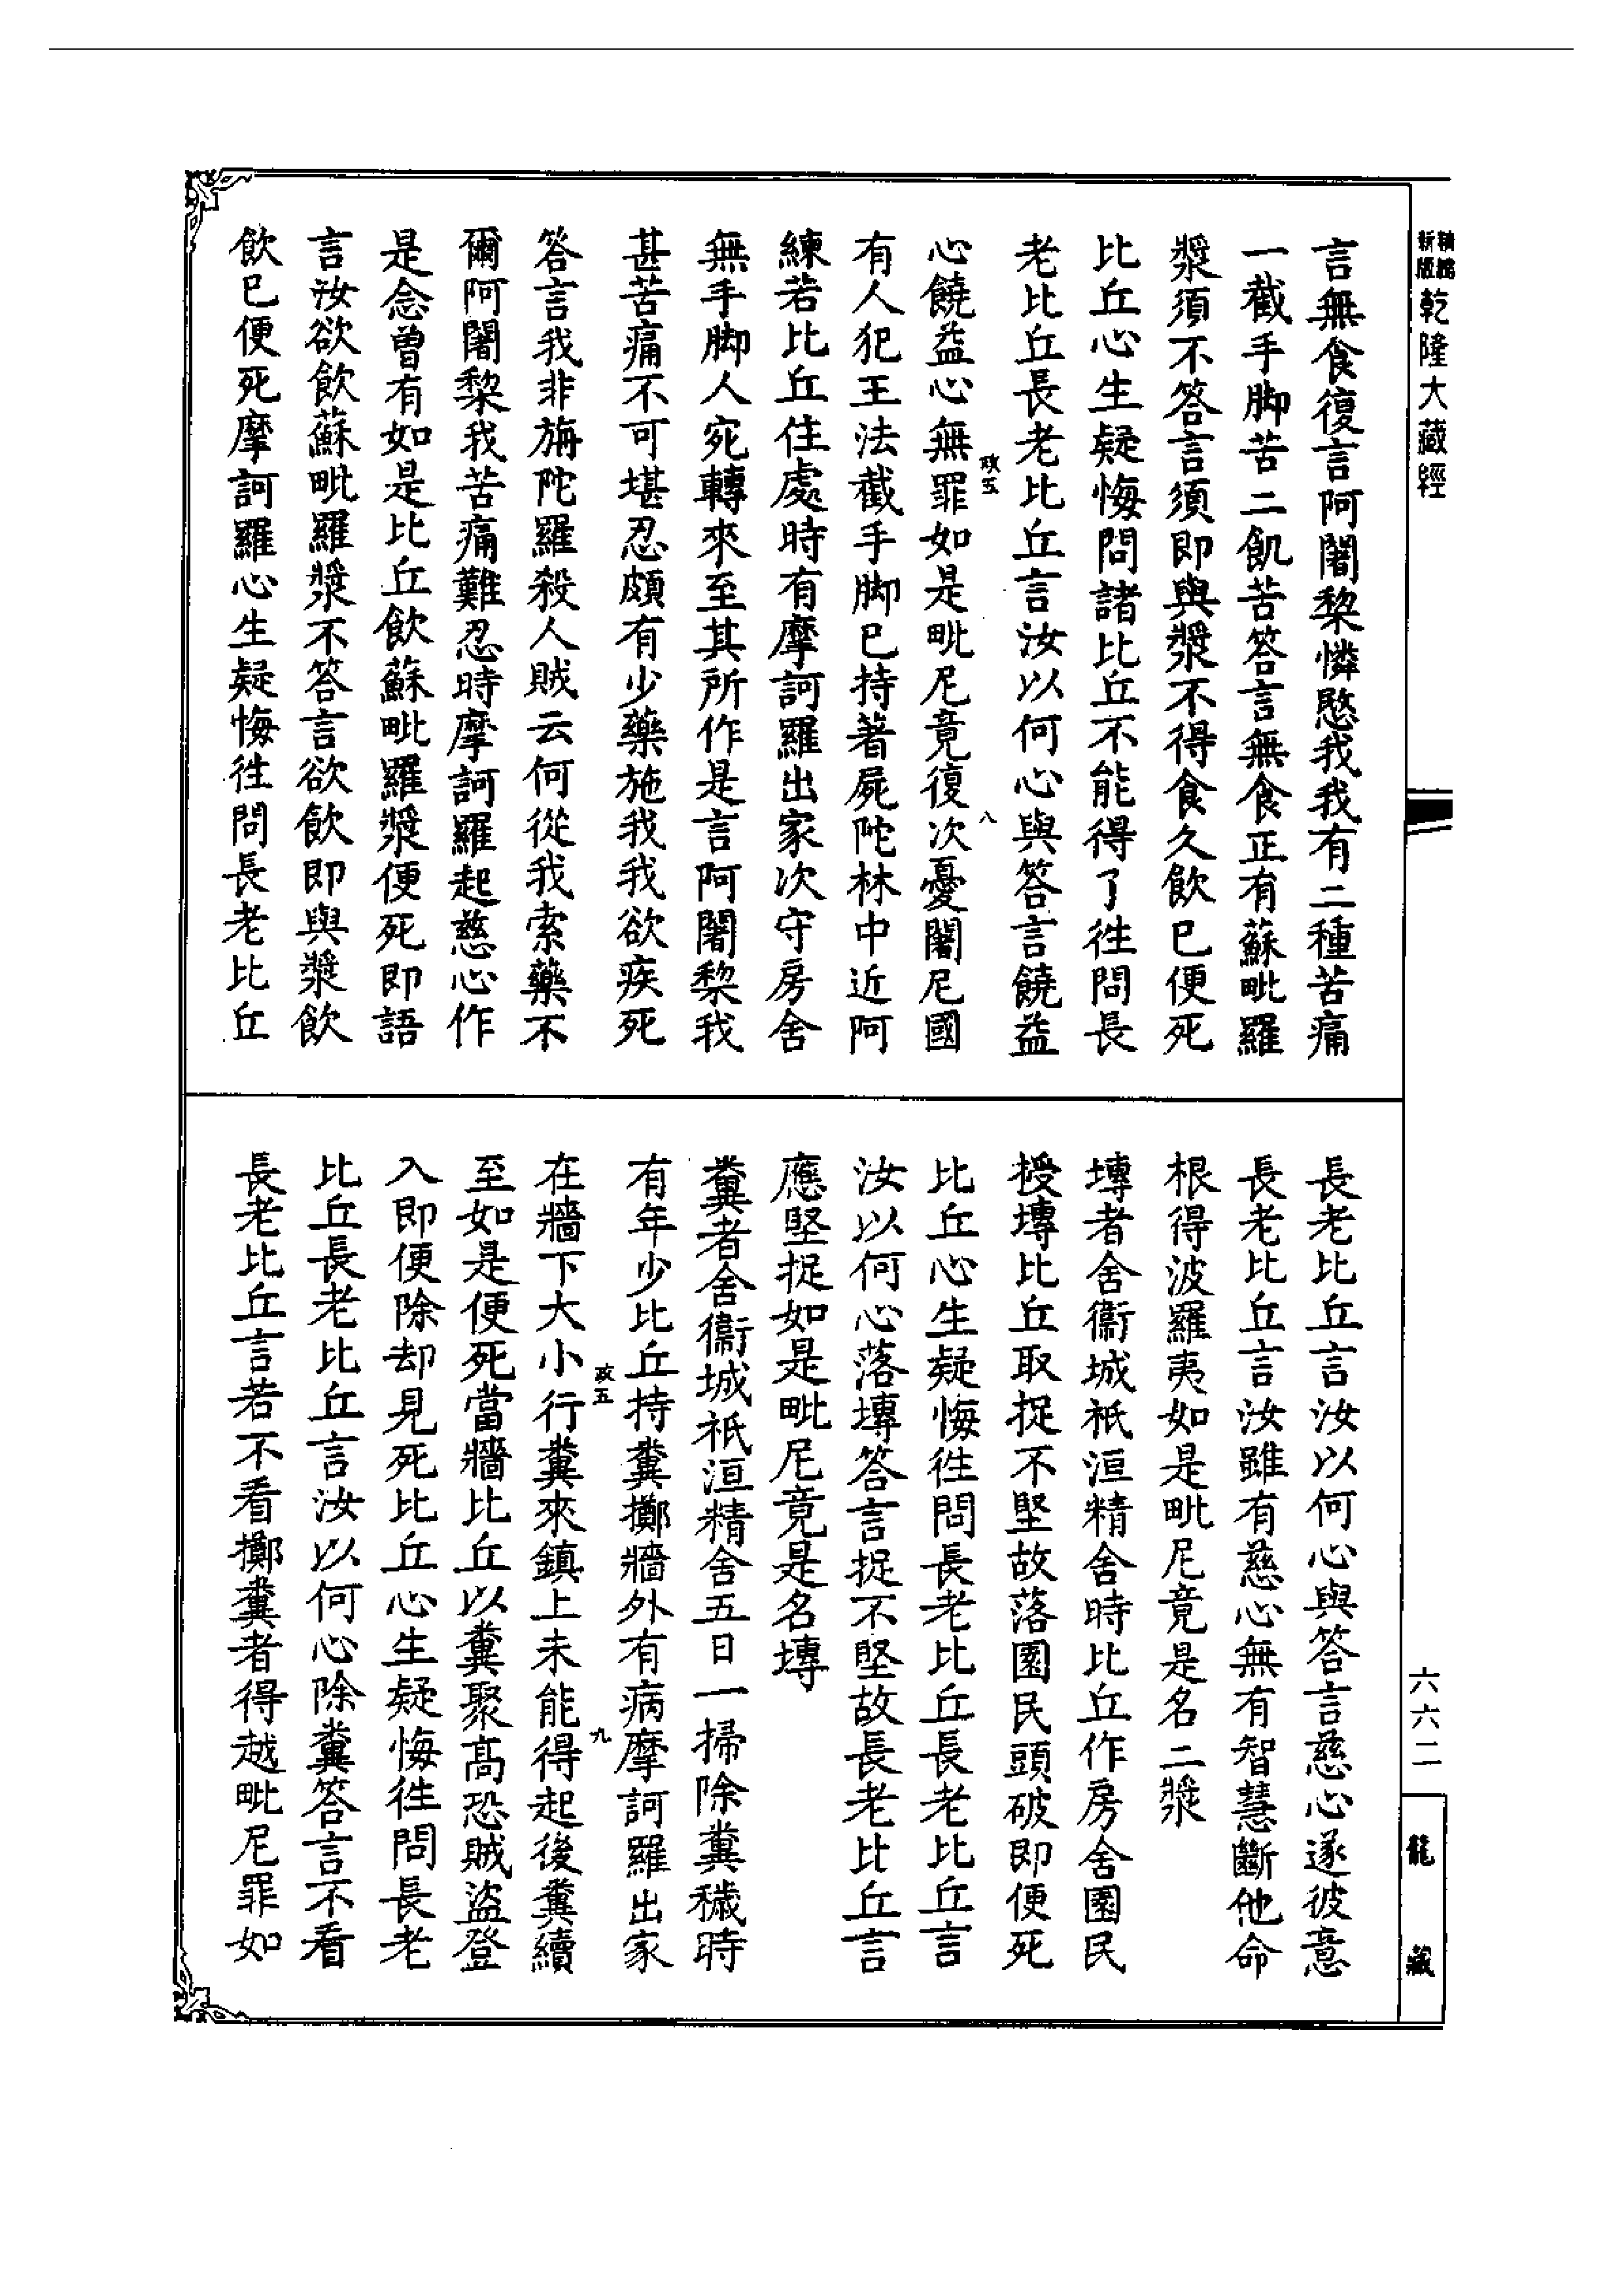 精編新版
乾隆大藏經
言無食復言阿闍黎憐愍我我有二種苦痛
一截手脚苦二飢苦答言無食正有蘇毗羅
漿須不答言須即與漿不得食久飲已便死
比丘心生疑悔問諸比丘不能得了往問長
老比丘長老比丘言汝以何心與答言饒益
心饒益心無罪如是毗尼竟復次憂闍尼國
政五
八
有人犯王法截手脚已持著屍陀林中近阿
練若比丘住處時有摩訶羅出家次守房舍
無手脚人宛轉來至其所作是言阿闍黎我
甚苦痛不可堪忍頗有少藥施我我欲疾死
答言我非旃陀羅殺人賊云何從我索藥不
爾阿闍黎我苦痛難忍時摩訶羅起慈心作
是念曾有如是比丘飲蘇毗羅漿便死即語
言汝欲飲蘇毗羅漿不答言欲飲即與漿飲
飲已便死摩訶羅心生疑悔往問長老比丘
長老比丘言汝以何心與答言慈心遂彼意
長老比丘言汝雖有慈心無有智慧斷他命
根得波羅夷如是毗尼竟是名二漿
塼者舍衞城祇洹精舍時比丘作房舍園民
授塼比丘取捉不堅故落園民頭破即便死
比丘心生疑悔往問長老比丘長老比丘言
汝以何心落塼答言捉不堅故長老比丘言
應堅捉如是毗尼竟是名塼
糞者舍衞城祇洹精舍五日一掃除糞穢時
有年少比丘持糞擲牆外有病摩訶羅出家
政五
九
在牆下大小行糞來鎮上未能得起後糞續
至如是便死當牆比丘以糞聚高恐賊盜登
入即便除却見死比丘心生疑悔往問長老
比丘長老比丘言汝以何心除糞答言不看
長老比丘言若不看擲糞者得越毗尼罪如
六六二
龍藏